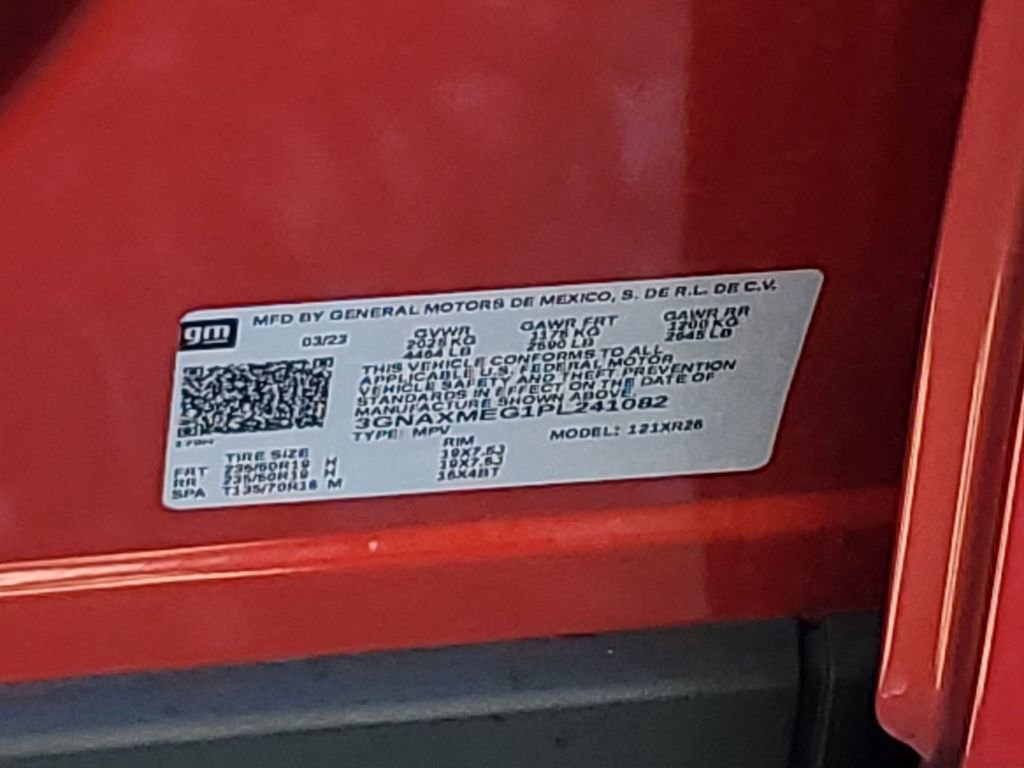 gm
MFD BY GENERAL MOTORS DE MEXICO, S. DE R.L. DE C.V.
03/23 GVWR GAWR FRT GAWR RR
2025 KG 1175 KG 1200 KG
4464 LB 2590 LB 2645 LB
THIS VEHICLE CONFORMS TO ALL
APPLICABLE U.S. FEDERAL MOTOR
VEHICLE SAFETY AND THEFT PREVENTION
STANDARDS IN EFFECT ON THE DATE OF
MANUFACTURE SHOWN ABOVE.
3GNAXMEG1PL241082
TYPE: MPV MODEL: 121XR26
TIRE SIZE RIM
FRT 235/50R19 H 19X7.5J
RR 235/50R19 H 19X7.5J
SPA T135/70R16 M 16X4BT